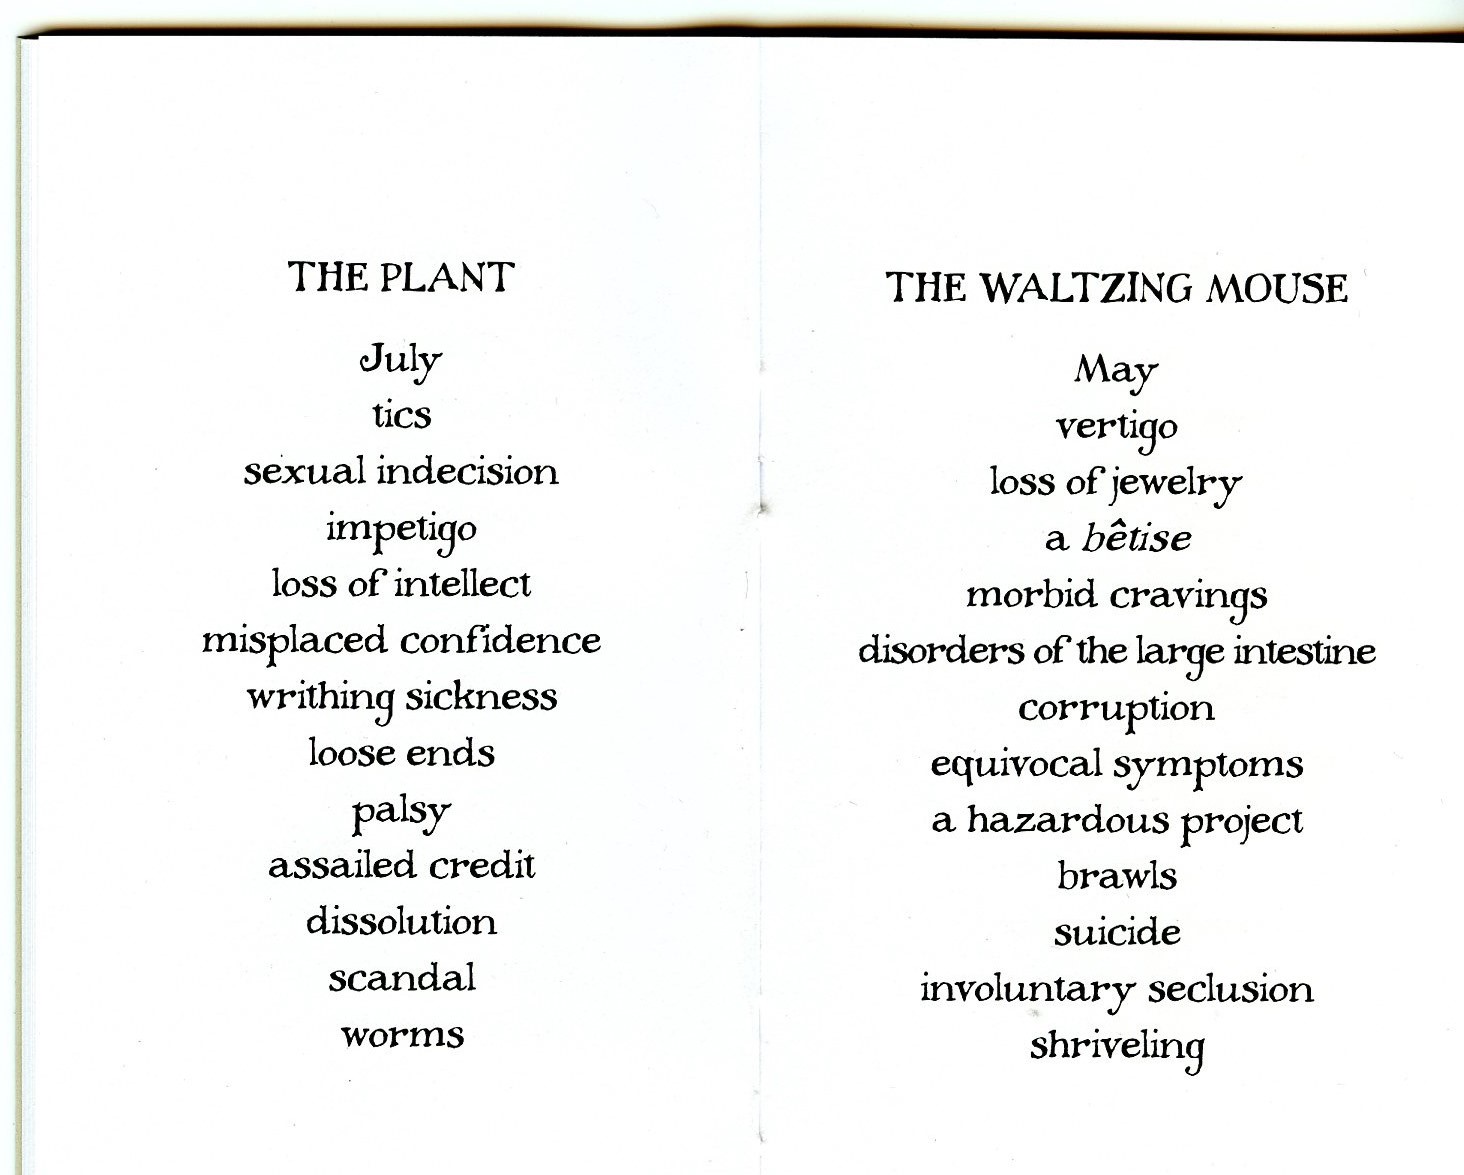 THE PLANT
July
tics
sexual indecision
impetigo
loss of intellect
misplaced confidence
writhing sickness
loose ends
palsy
assailed credit
dissolution
scandal
worms
THE WALTZING MOUSE
May
vertigo
loss of jewelry
a bêtise
morbid cravings
disorders of the large intestine
corruption
equivocal symptoms
a hazardous project
brawls
suicide
involuntary seclusion
shriveling